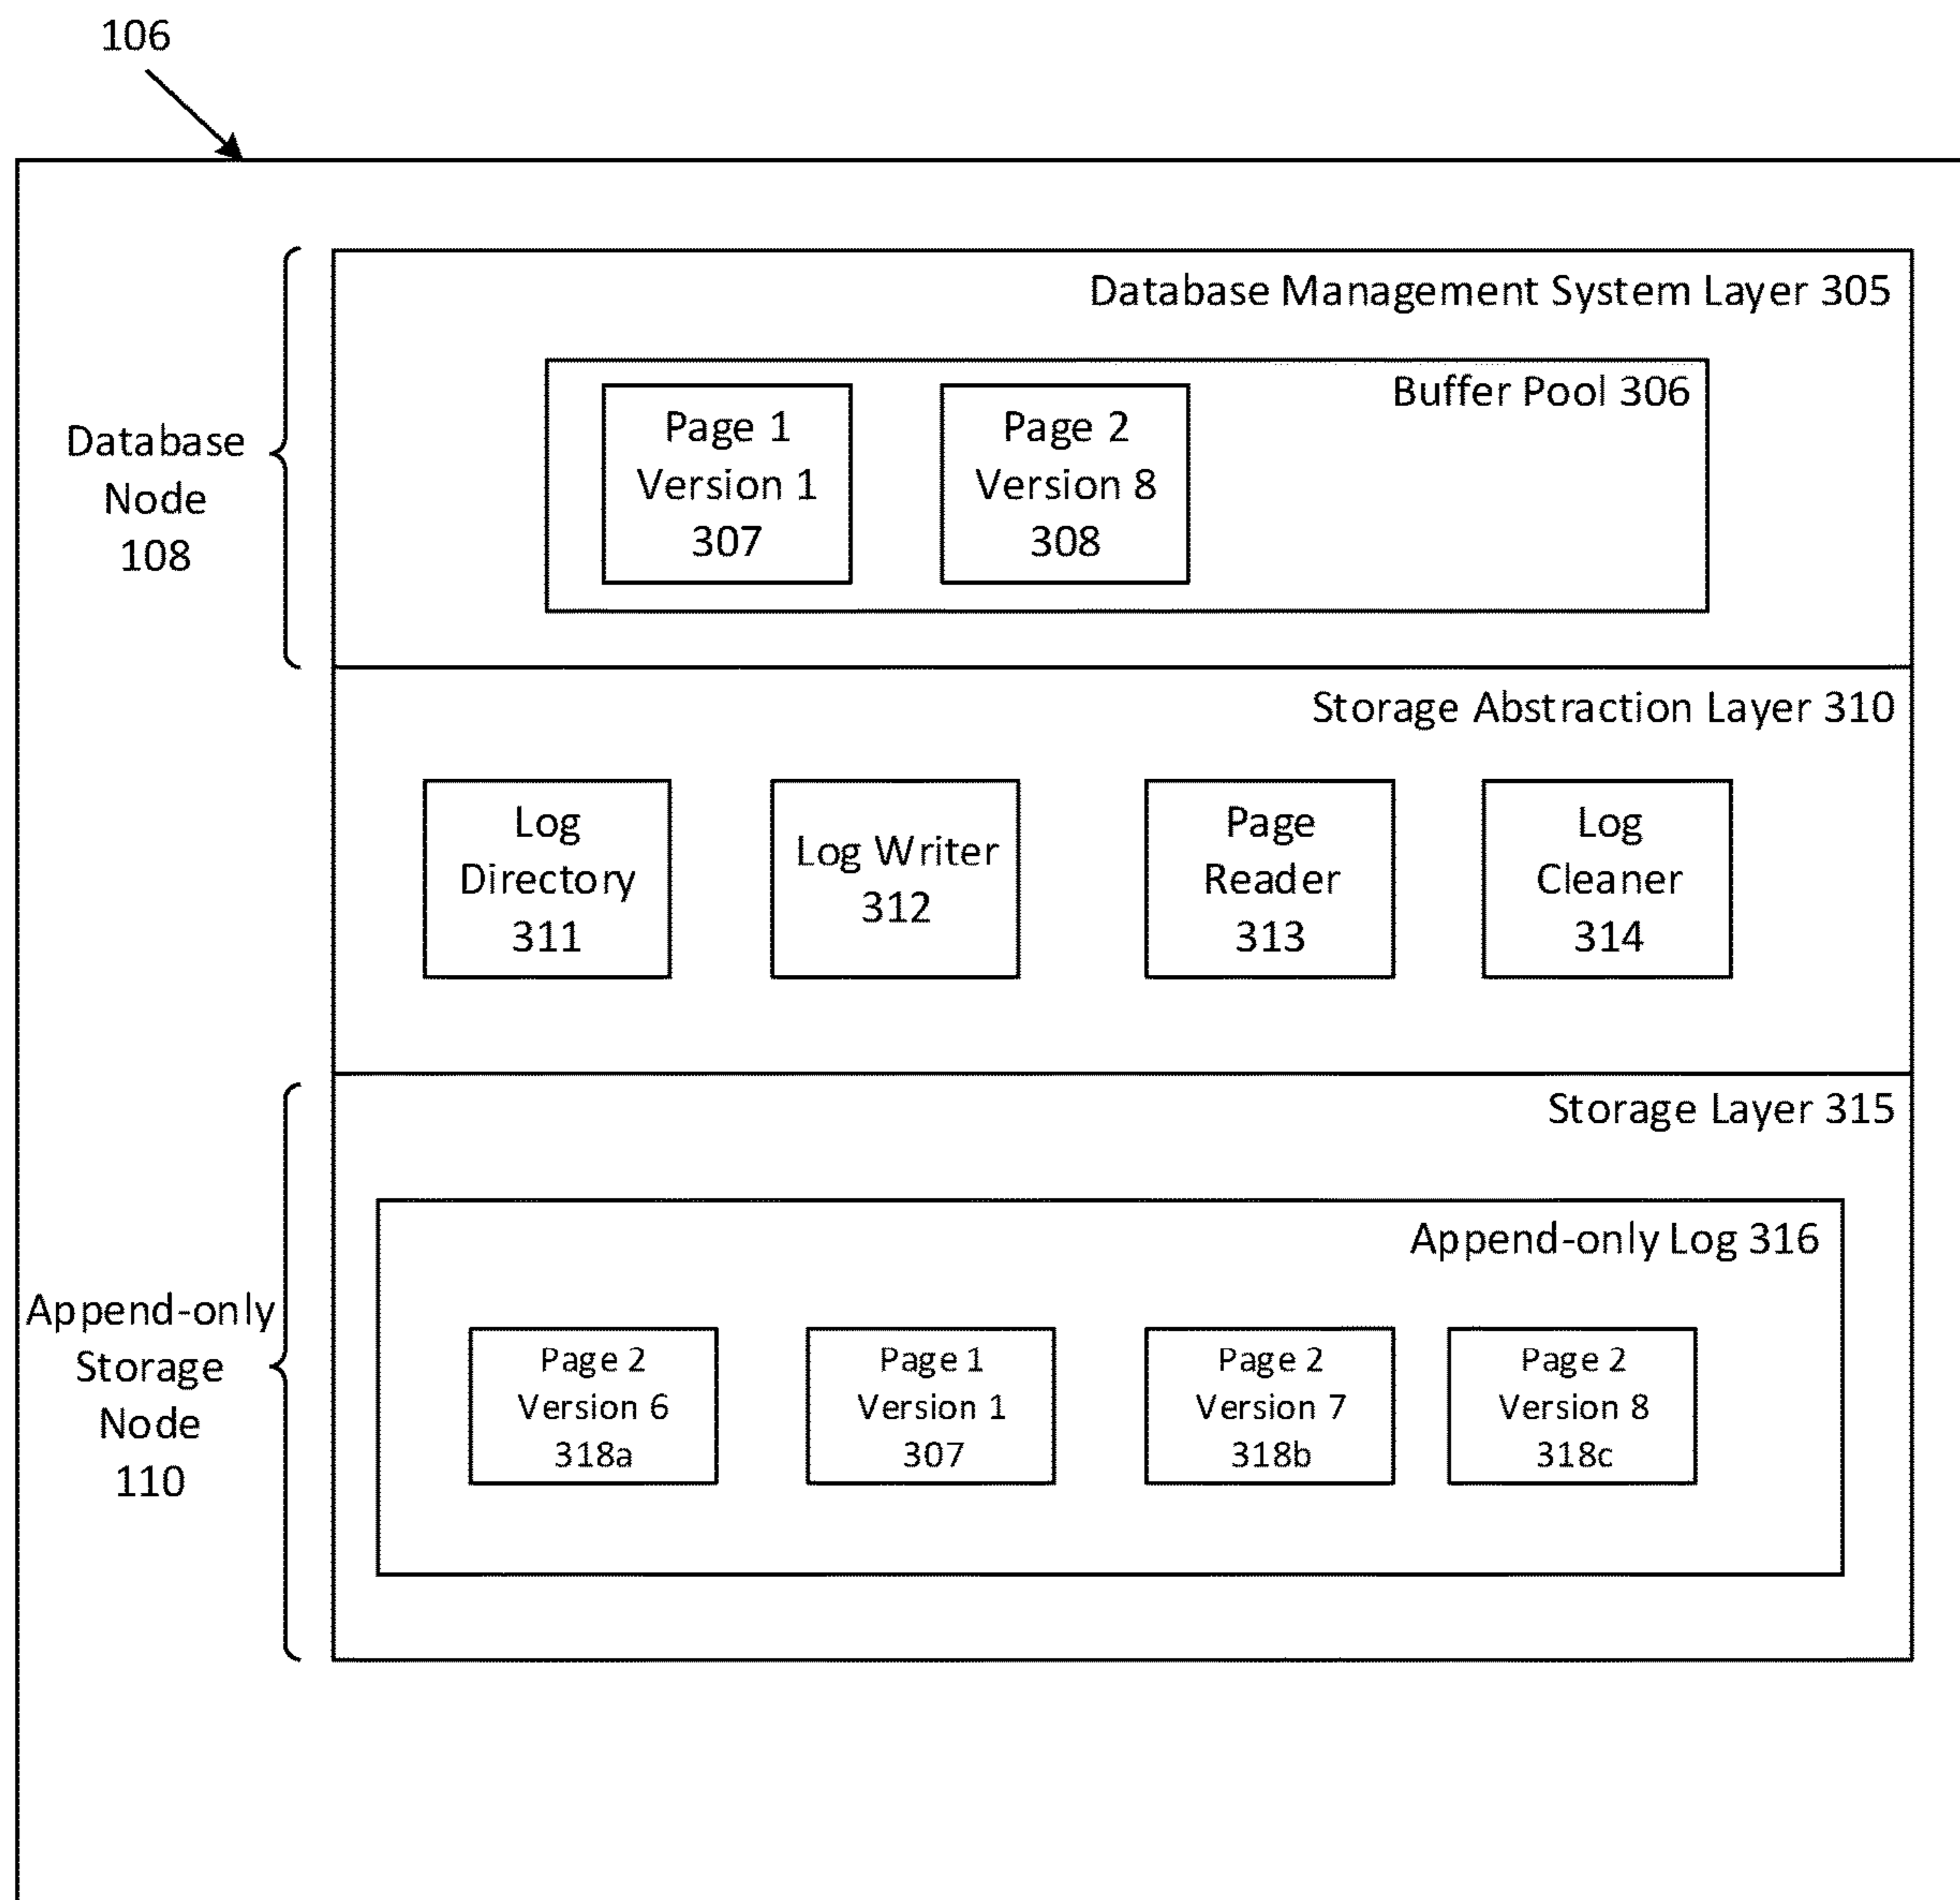 106
Database Management System Layer 305
Buffer Pool 306
Page 1
Version 1
307
Page 2
Version 8
308
Database
Node
108
Storage Abstraction Layer 310
Log
Directory
311
Log Writer
312
Page
Reader
313
Log
Cleaner
314
Storage Layer 315
Append-only Log 316
Append-only
Storage
Node
110
Page 2
Version 6
318a
Page 1
Version 1
307
Page 2
Version 7
318b
Page 2
Version 8
318c